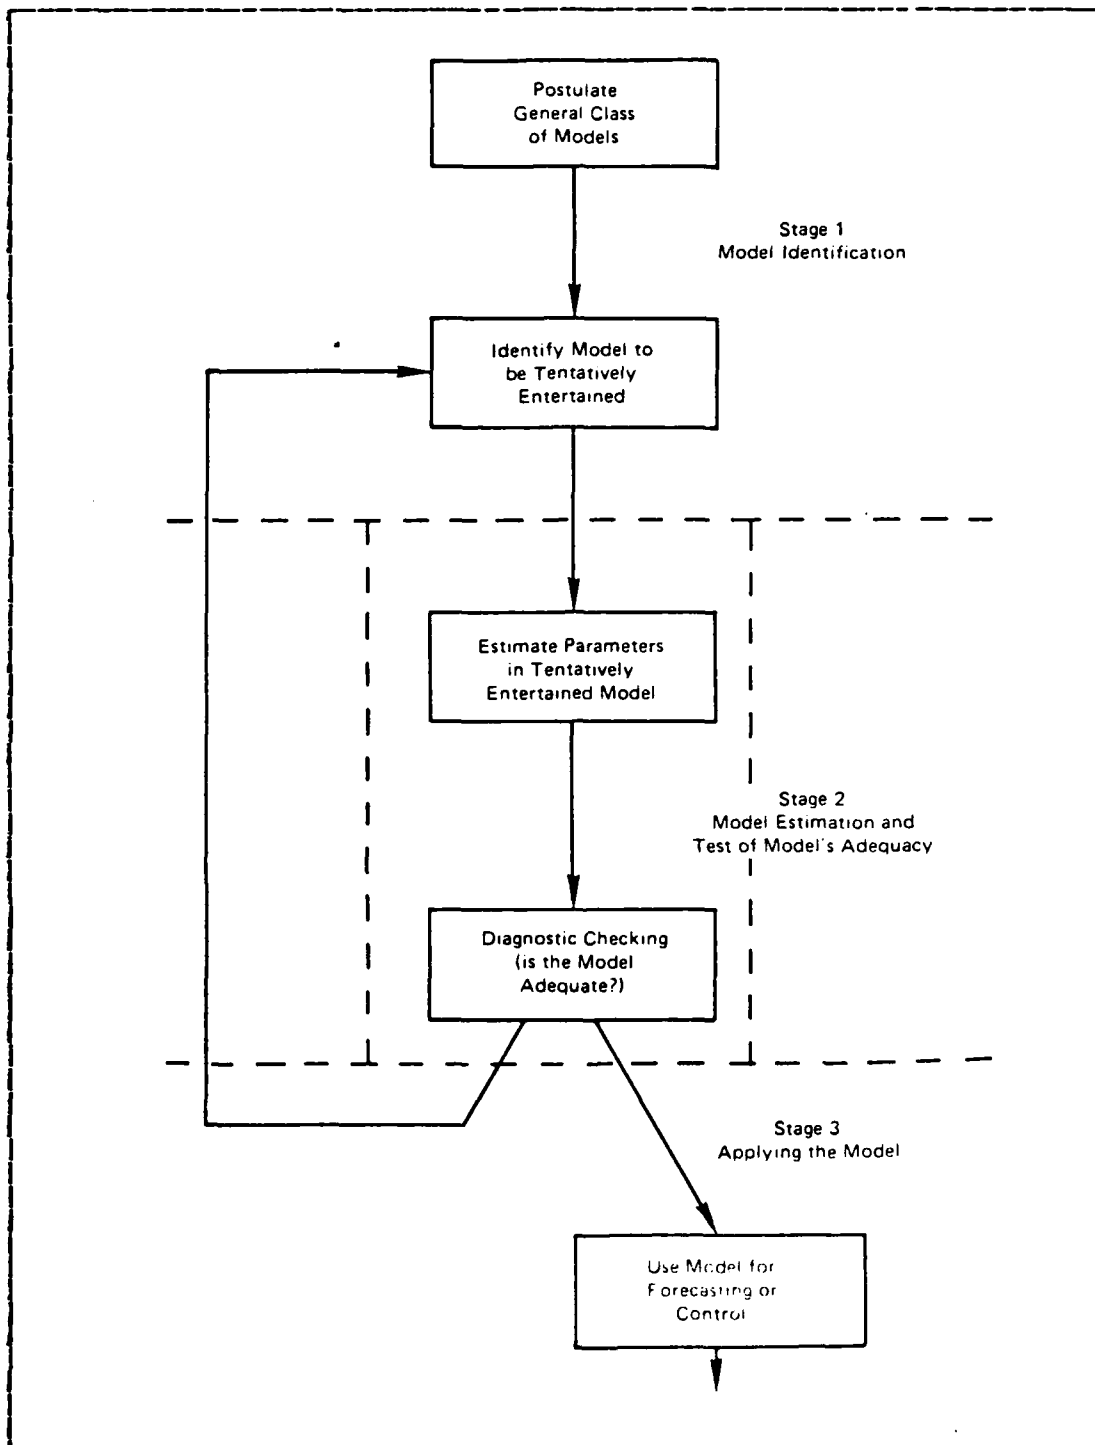 Postulate
General Class
of Models
Stage 1
Model Identification
Identify Model to
be Tentatively
Entertained
Estimate Parameters
in Tentatively
Entertained Model
Stage 2
Model Estimation and
Test of Model's Adequacy
Diagnostic Checking
(is the Model
Adequate?)
Stage 3
Applying the Model
Use Model for
Forecasting or
Control